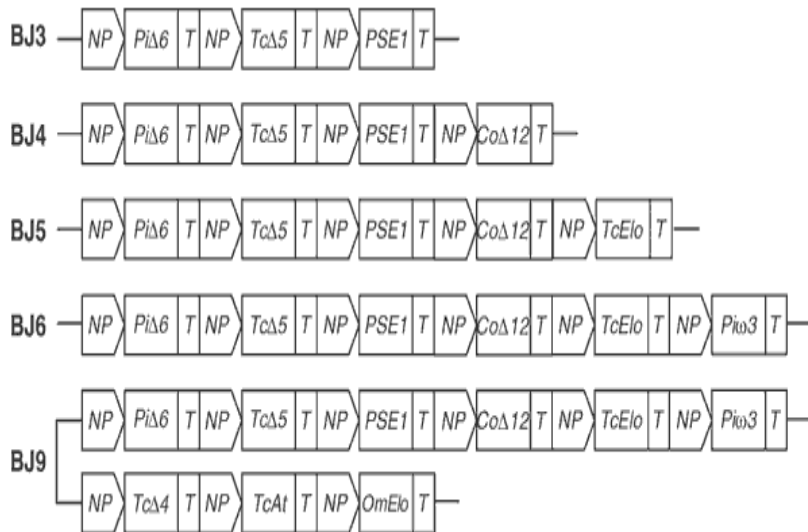 BJ3 NP PiΔ6 T NP TcΔ5 T NP PSE1 T
BJ4 NP PiΔ6 T NP TcΔ5 T NP PSE1 T NP CoΔ12 T
BJ5 NP PiΔ6 T NP TcΔ5 T NP PSE1 T NP CoΔ12 T NP TcElo T
BJ6 NP PiΔ6 T NP TcΔ5 T NP PSE1 T NP CoΔ12 T NP TcElo T NP Piω3 T
NP PiΔ6 T NP TcΔ5 T NP PSE1 T NP CoΔ12 T NP TcElo T NP Piω3 T
BJ9
NP TcΔ4 T NP TcAt T NP OmElo T